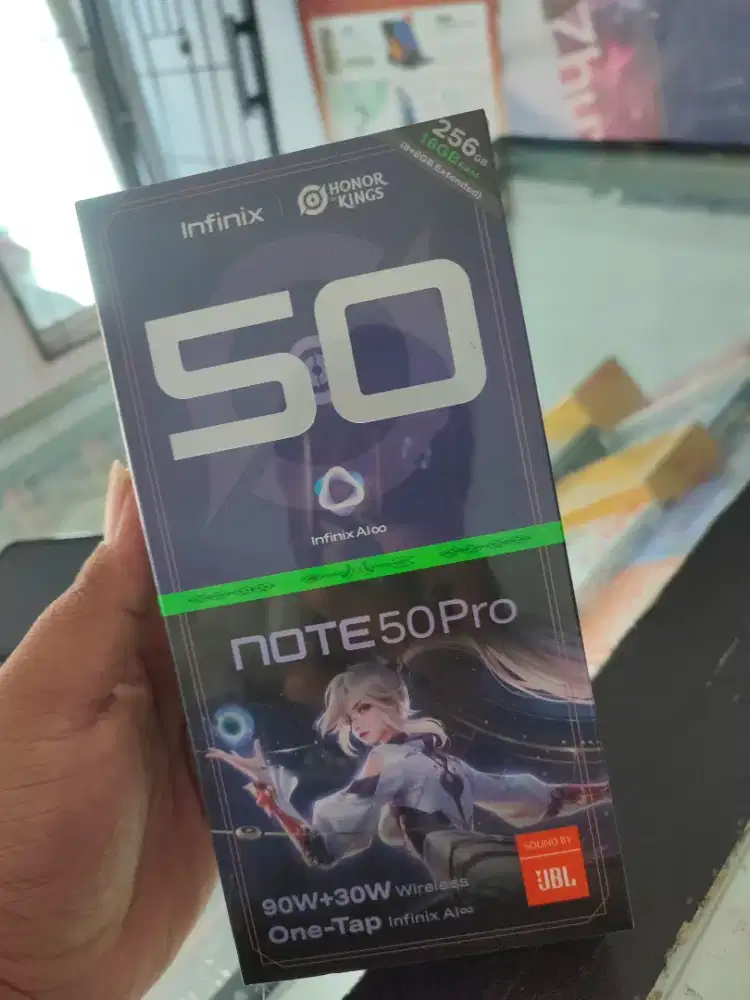 256GB
16GB RAM
(8+8GB Extended)
Infinix
HONOR
OF KINGS
50
Infinix AI∞
NOTE 50 Pro
SOUND BY
JBL
90W+30W Wireless
One-Tap Infinix AI∞
Zhu